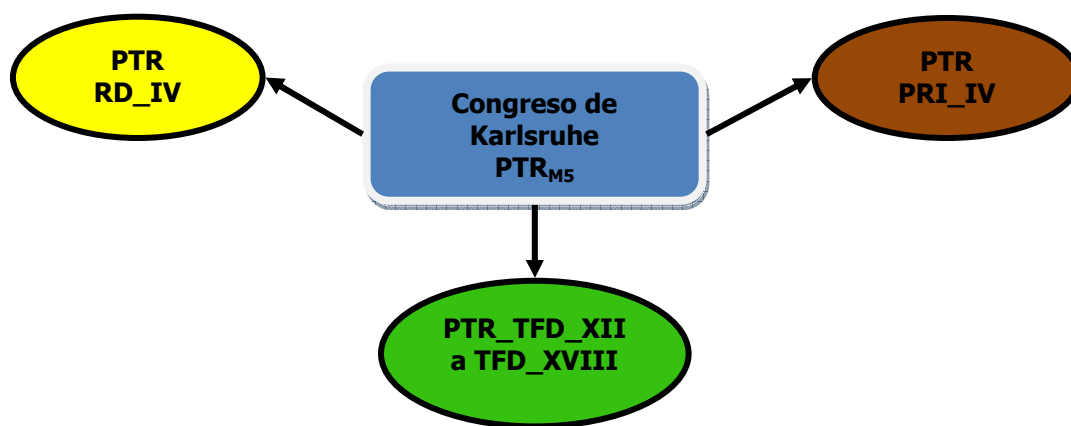 PTR
RD_IV
Congreso de
Karlsruhe
PTRM5
PTR
PRI_IV
PTR_TFD_XII
a TFD_XVIII